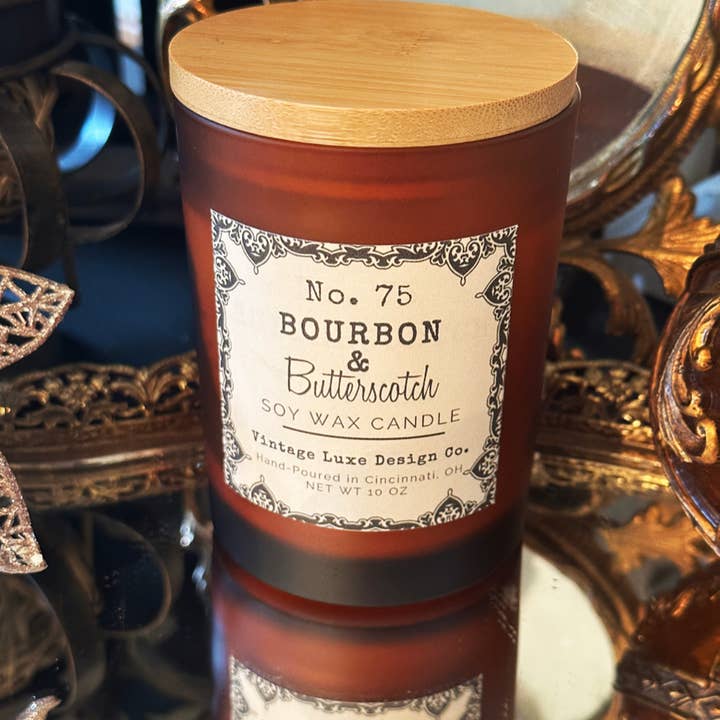 No. 75
BOURBON
&
Butterscotch
SOY WAX CANDLE
Vintage Luxe Design Co.
Hand-Poured in Cincinnati, OH
NET WT 10 OZ